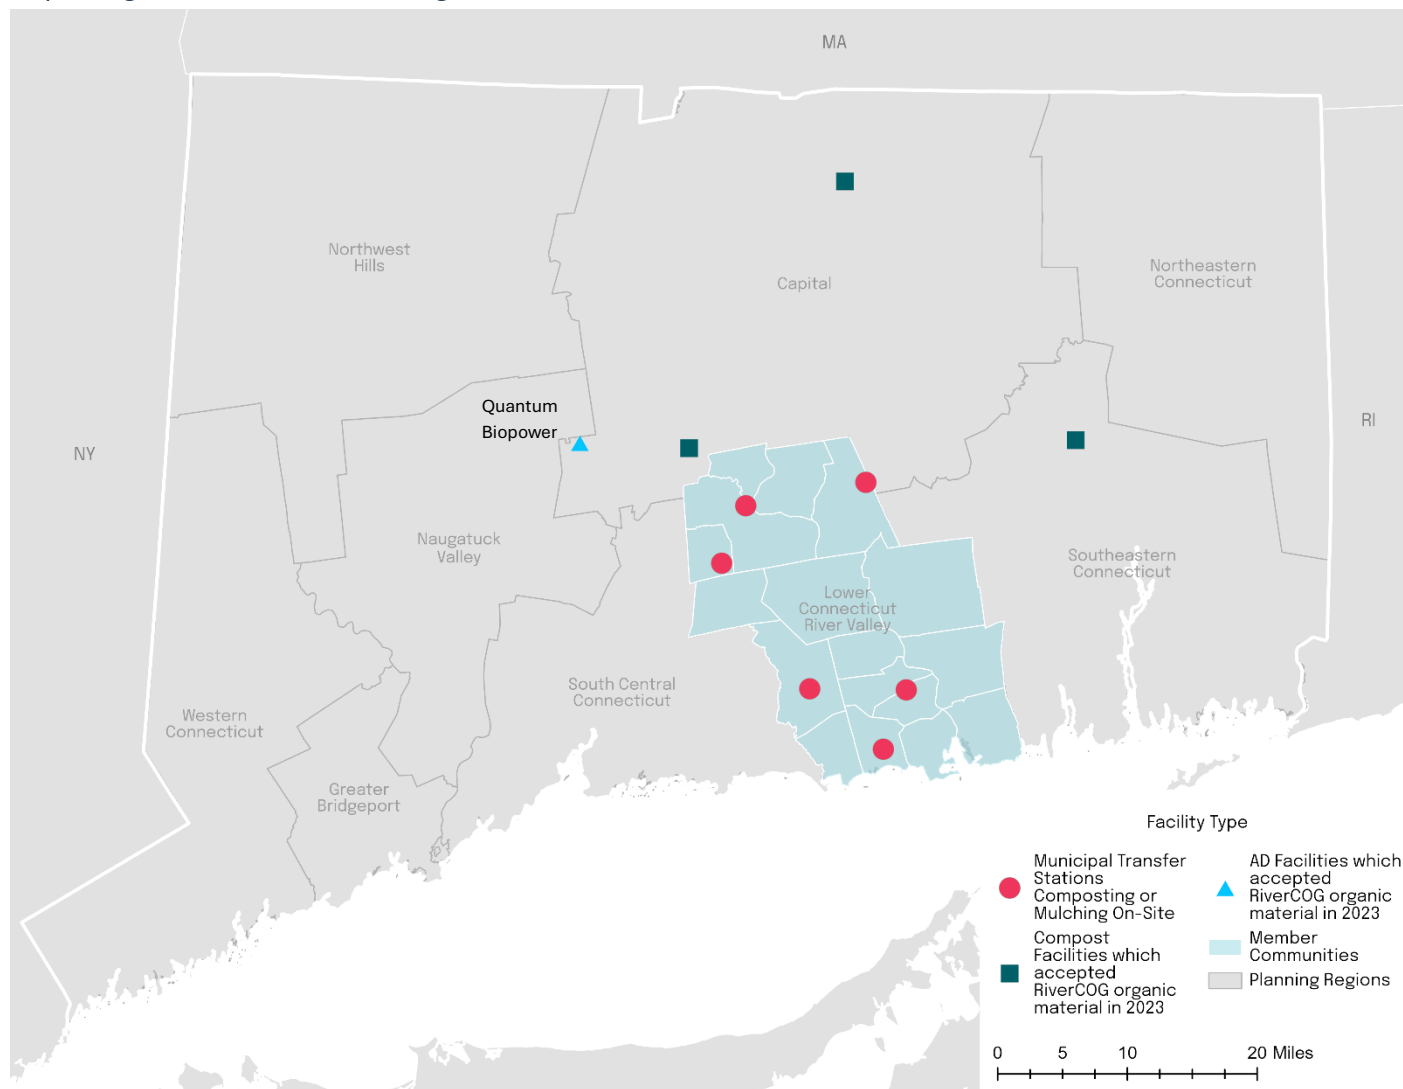 MA
Northwest
Hills
Capital
Northeastern
Connecticut
Quantum
Biopower
NY
RI
Naugatuck
Valley
Southeastern
Connecticut
Lower
Connecticut
River Valley
South Central
Connecticut
Western
Connecticut
Greater
Bridgeport
Facility Type
Municipal Transfer
Stations
Composting or
Mulching On-Site
Compost
Facilities which
accepted
RiverCOG organic
material in 2023
AD Facilities which
accepted
RiverCOG organic
material in 2023
Member
Communities
Planning Regions
0 5 10 20 Miles